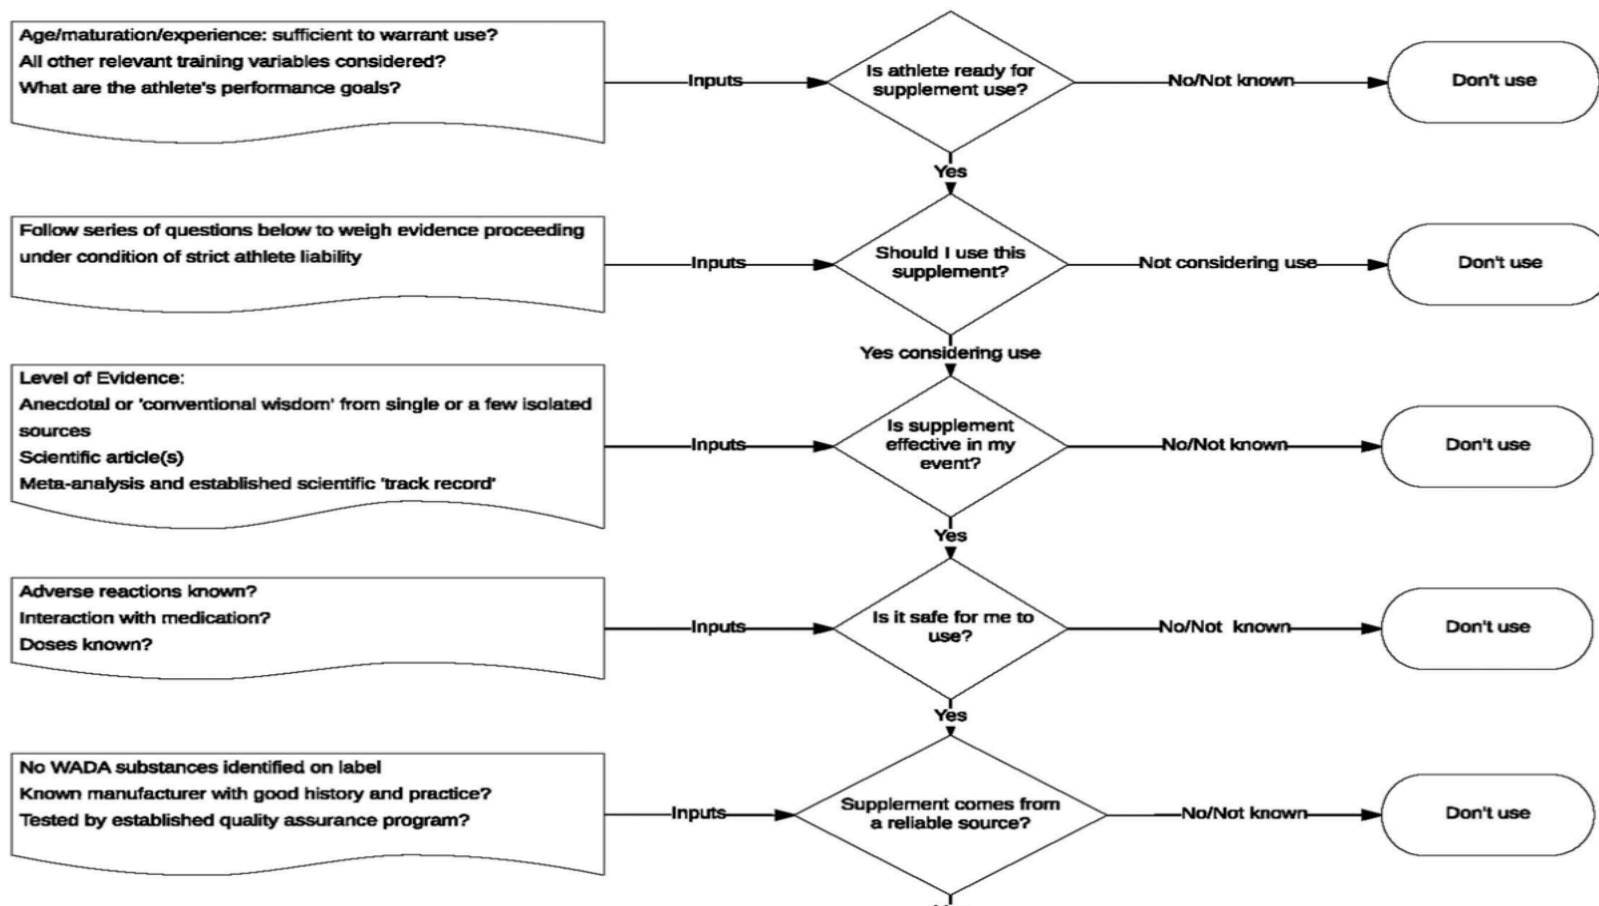 Age/maturation/experience: sufficient to warrant use?
All other relevant training variables considered?
What are the athlete's performance goals?
Inputs
Is athlete ready for
supplement use?
No/Not known
Don't use
Yes
Follow series of questions below to weigh evidence proceeding
under condition of strict athlete liability
Inputs
Should I use this
supplement?
Not considering use
Don't use
Yes considering use
Level of Evidence:
Anecdotal or 'conventional wisdom' from single or a few isolated
sources
Scientific article(s)
Meta-analysis and established scientific 'track record'
Inputs
Is supplement
effective in my
event?
No/Not known
Don't use
Yes
Adverse reactions known?
Interaction with medication?
Doses known?
Inputs
Is it safe for me to
use?
No/Not  known
Don't use
Yes
No WADA substances identified on label
Known manufacturer with good history and practice?
Tested by established quality assurance program?
Inputs
Supplement comes from
a reliable source?
No/Not known
Don't use